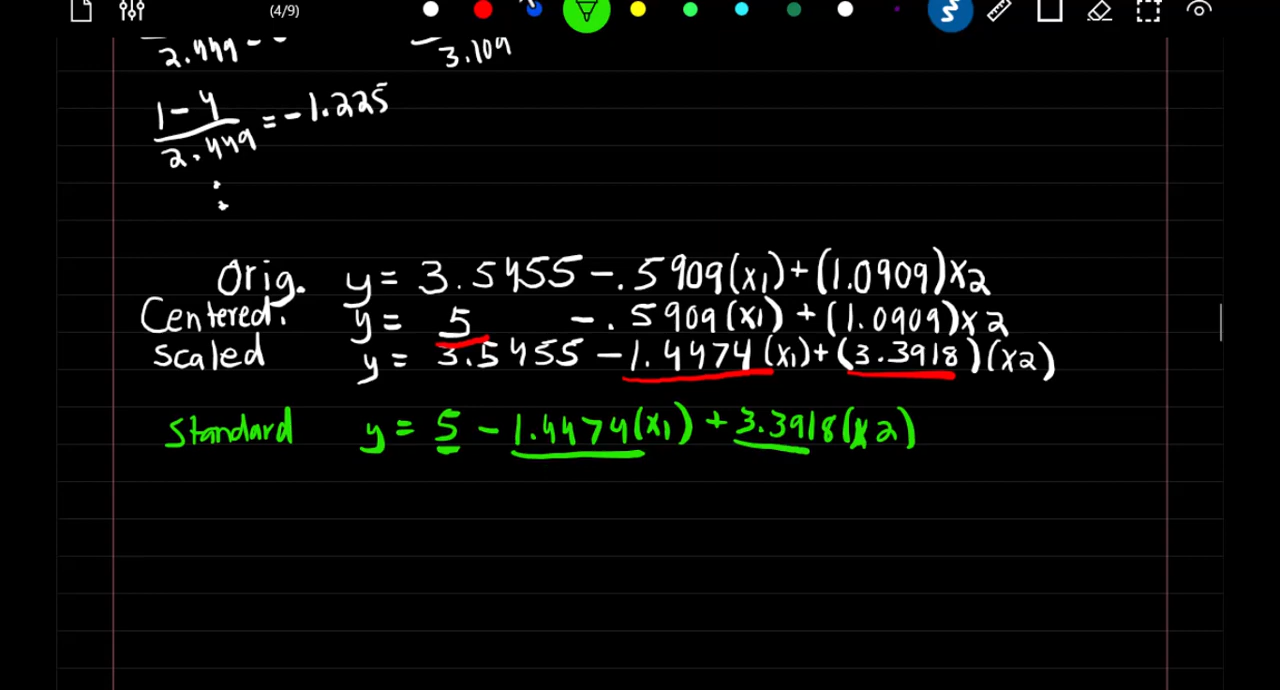 (4/9)
2.449
3.109
1-4
2.449
=-1.225
Orig. y= 3.5455 -.5909(x1)+(1.0909)x2
Centered. y= 5 -.5909(x1)+(1.0909)x2
Scaled y= 3.5455 -1.4474(x1)+(3.3918)(x2)
Standard y= 5 -1.4474(x1)+3.3918(x2)